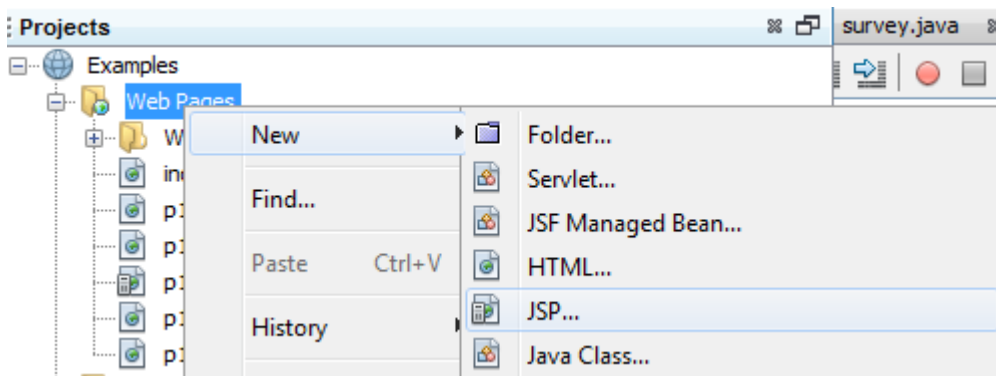 Projects
survey.java
Examples
Web Pages
New
Folder...
Servlet...
Find...
JSF Managed Bean...
Paste Ctrl+V
HTML...
JSP...
History
Java Class...